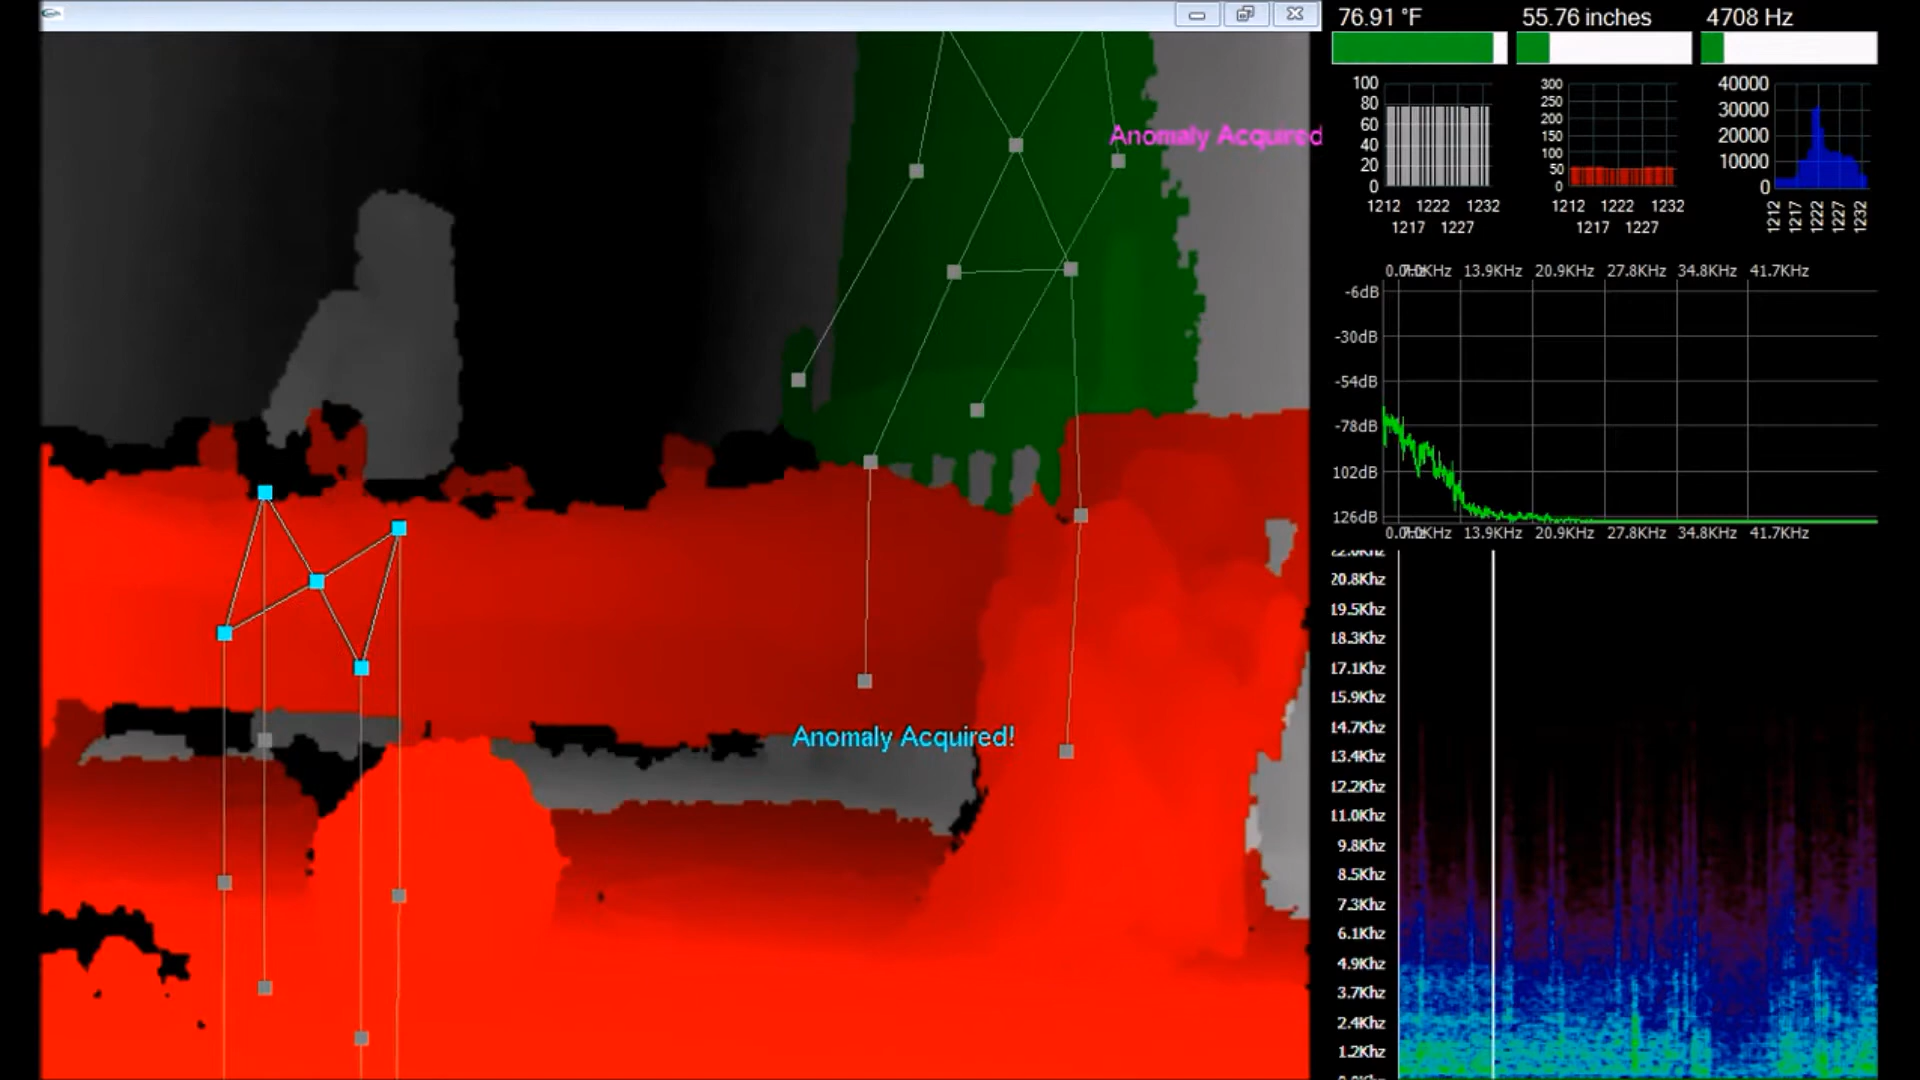 76.91 °F
55.76 inches
4708 Hz
Anomaly Acquired
Anomaly Acquired!
100
80
60
40
20
0
1212 1222 1232
1217 1227
300
250
200
150
100
50
0
1212 1222 1232
1217 1227
40000
30000
20000
10000
0
1212
1217
1222
1227
1232
13.9KHz 20.9KHz 27.8KHz 34.8KHz 41.7KHz
-6dB
-30dB
-54dB
-78dB
102dB
126dB
13.9KHz 20.9KHz 27.8KHz 34.8KHz 41.7KHz
20.8Khz
19.5Khz
18.3Khz
17.1Khz
15.9Khz
14.7Khz
13.4Khz
12.2Khz
11.0Khz
9.8Khz
8.5Khz
7.3Khz
6.1Khz
4.9Khz
3.7Khz
2.4Khz
1.2Khz